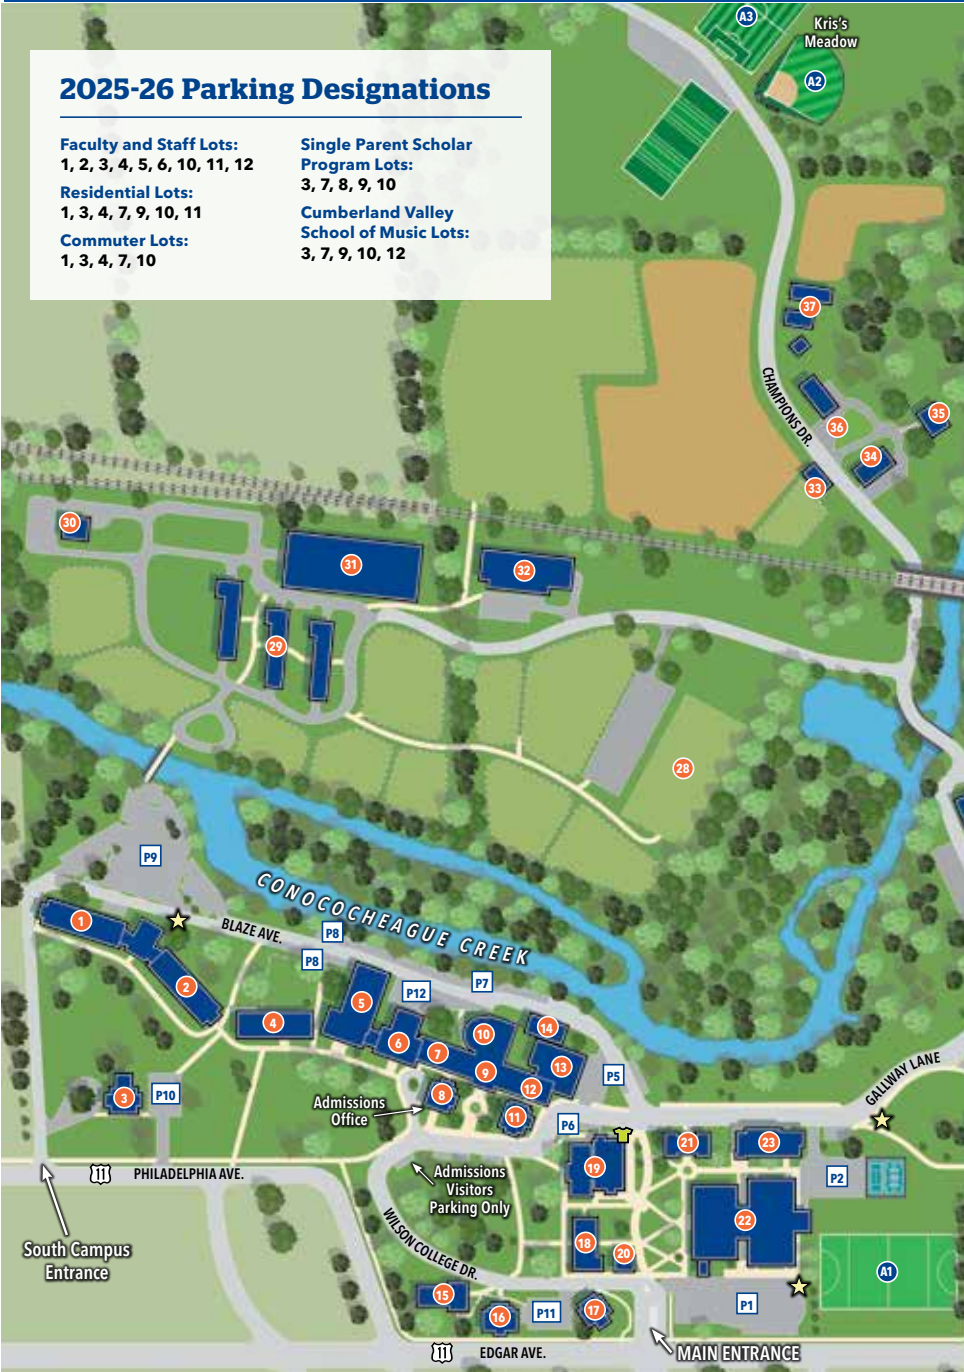 A3
Kris's
Meadow
A2
2025-26 Parking Designations
Faculty and Staff Lots:
1, 2, 3, 4, 5, 6, 10, 11, 12
Residential Lots:
1, 3, 4, 7, 9, 10, 11
Commuter Lots:
1, 3, 4, 7, 10
Single Parent Scholar
Program Lots:
3, 7, 8, 9, 10
Cumberland Valley
School of Music Lots:
3, 7, 9, 10, 12
37
CHAMPIONS DR.
36
35
34
33
30
31
32
29
28
P9
CONOCOCHEAGUE CREEK
1
BLAZE AVE.
P8
P8
2
P7
P12
5
4
6
7
10
14
9
13
12
P5
3
P10
8
Admissions
Office
11
P6
GALLWAY LANE
19
21
23
11
PHILADELPHIA AVE.
Admissions
Visitors
Parking Only
P2
South Campus
Entrance
WILSON COLLEGE DR.
18
20
22
A1
15
16
P11
17
P1
11
EDGAR AVE.
MAIN ENTRANCE